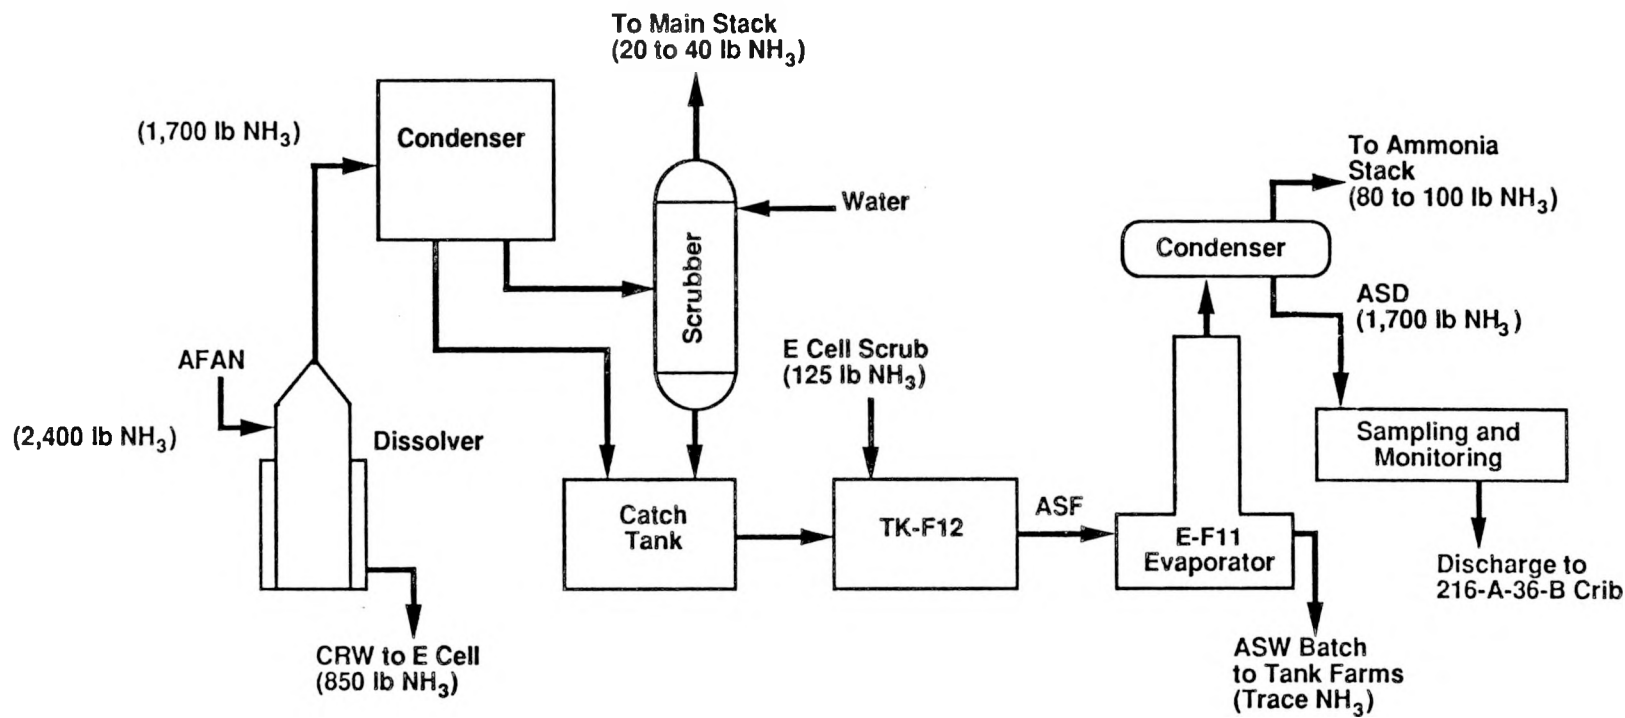 To Main Stack
(20 to 40 lb NH₃)
(1,700 lb NH₃)
Condenser
Water
Scrubber
To Ammonia
Stack
(80 to 100 lb NH₃)
Condenser
ASD
(1,700 lb NH₃)
E Cell Scrub
(125 lb NH₃)
AFAN
(2,400 lb NH₃)
Dissolver
Sampling and
Monitoring
Catch
Tank
TK-F12
ASF
E-F11
Evaporator
Discharge to
216-A-36-B Crib
CRW to E Cell
(850 lb NH₃)
ASW Batch
to Tank Farms
(Trace NH₃)